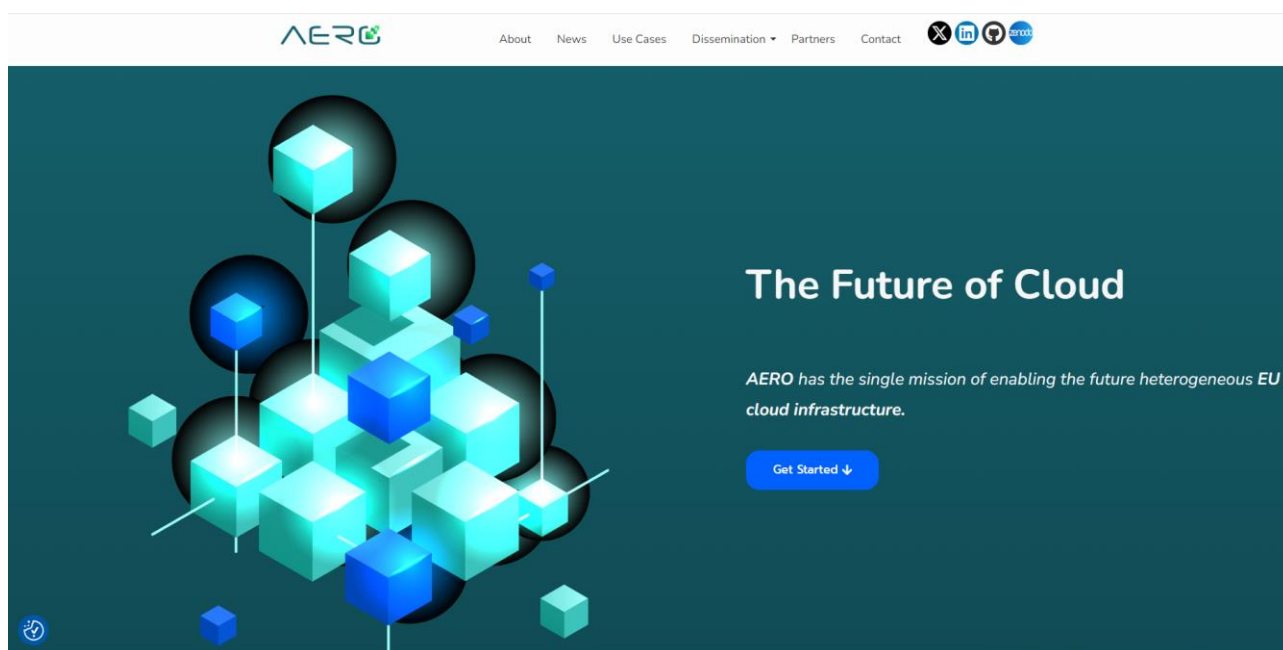 AERO
About News Use Cases Dissemination Partners Contact zenodo
The Future of Cloud
AERO has the single mission of enabling the future heterogeneous EU
cloud infrastructure.
Get Started